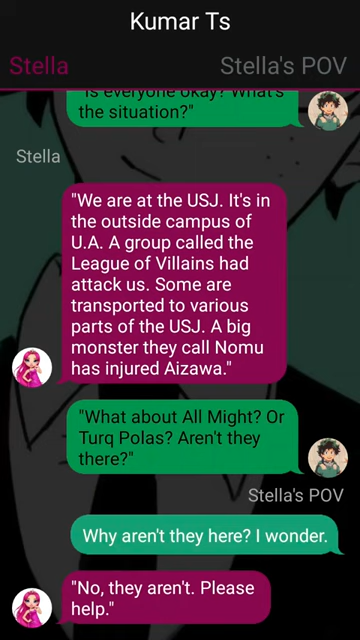 Kumar Ts
Stella
Stella's POV
"Is everyone okay? What's
the situation?"
Stella
"We are at the USJ. It's in
the outside campus of
U.A. A group called the
League of Villains had
attack us. Some are
transported to various
parts of the USJ. A big
monster they call Nomu
has injured Aizawa."
"What about All Might? Or
Turq Polas? Aren't they
there?"
Stella's POV
Why aren't they here? I wonder.
"No, they aren't. Please
help."